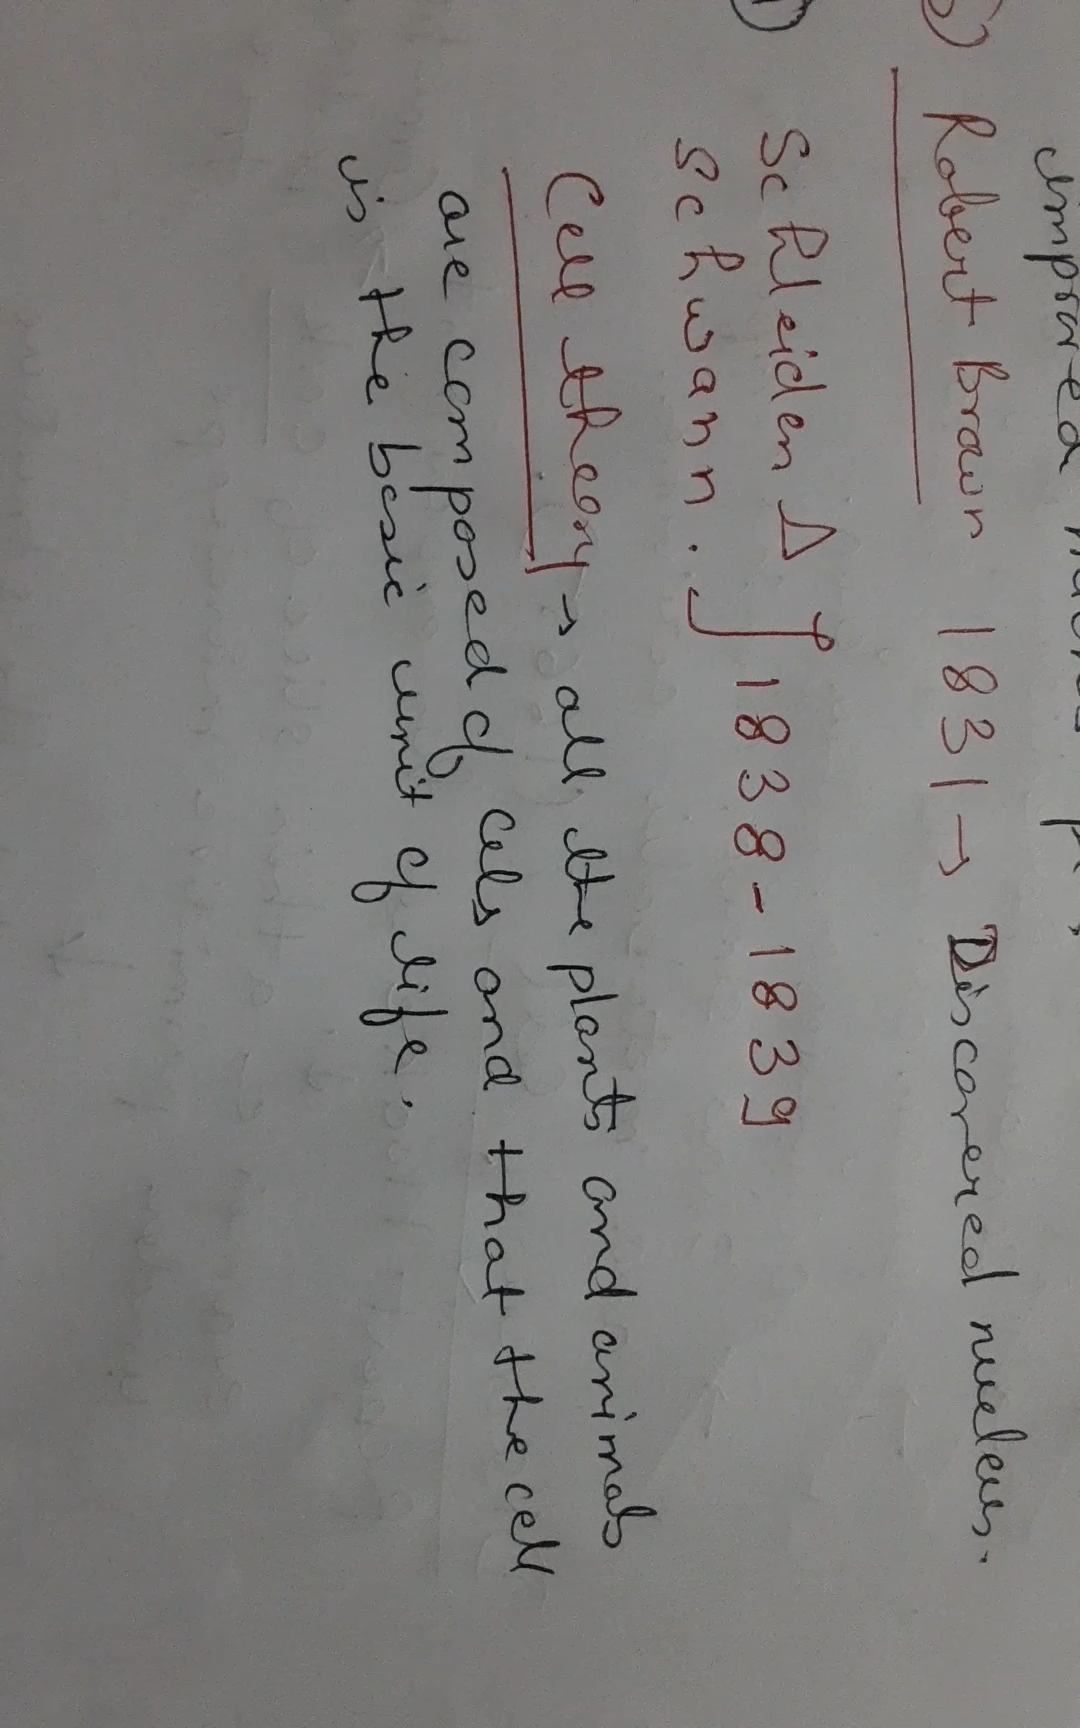 improved
Robert Brown 1831 → Discovered nucleus.
Schleiden &
Schwann. } 1838-1839
Cell theory → all the plants and animals
are composed of cells and that the cell
is the basic unit of life.